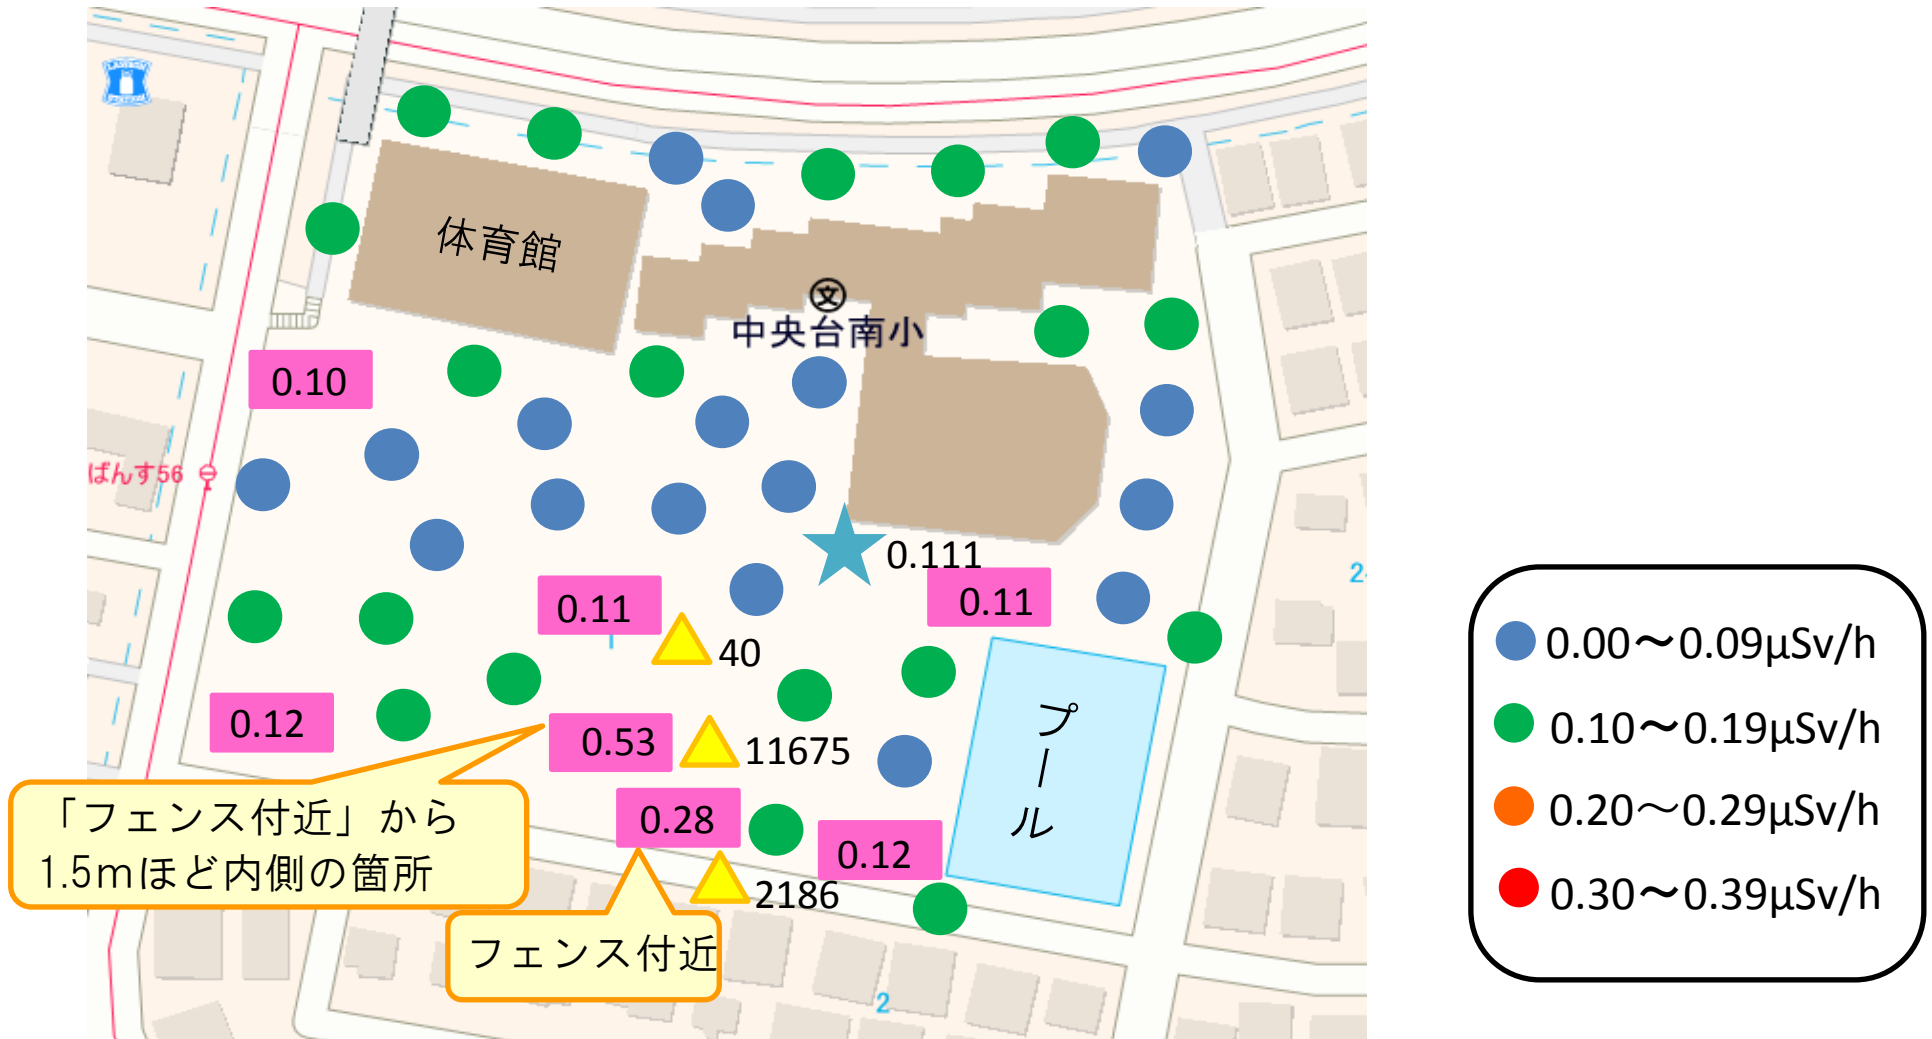 体育館
文
中央台南小
0.10
ばんす56
0.111
0.11
0.11
40
0.12
0.53
11675
プール
「フェンス付近」から
1.5mほど内側の箇所
0.28
0.12
2186
フェンス付近
2
0.00～0.09μSv/h
0.10～0.19μSv/h
0.20～0.29μSv/h
0.30～0.39μSv/h